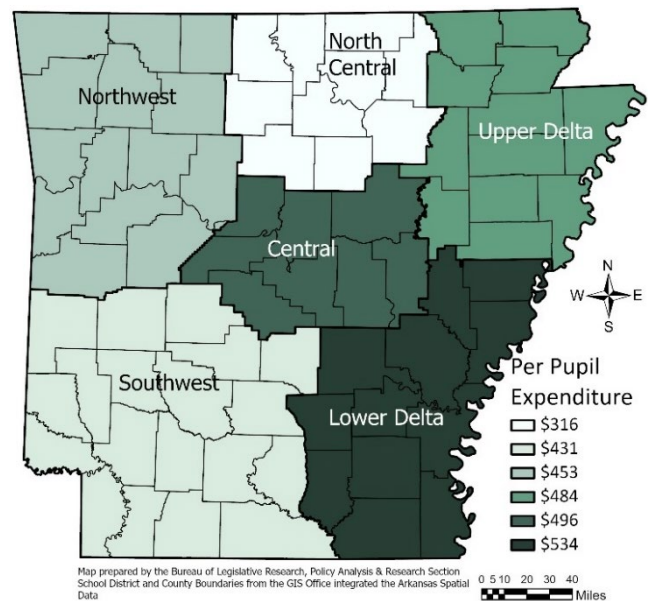 North
Central
Northwest
Upper Delta
Central
N
W E
S
Southwest
Lower Delta
Per Pupil
Expenditure
$316
$431
$453
$484
$496
$534
Map prepared by the Bureau of Legislative Research, Policy Analysis & Research Section
School District and County Boundaries from the GIS Office integrated the Arkansas Spatial
Data
0 5 10 20 30 40
Miles